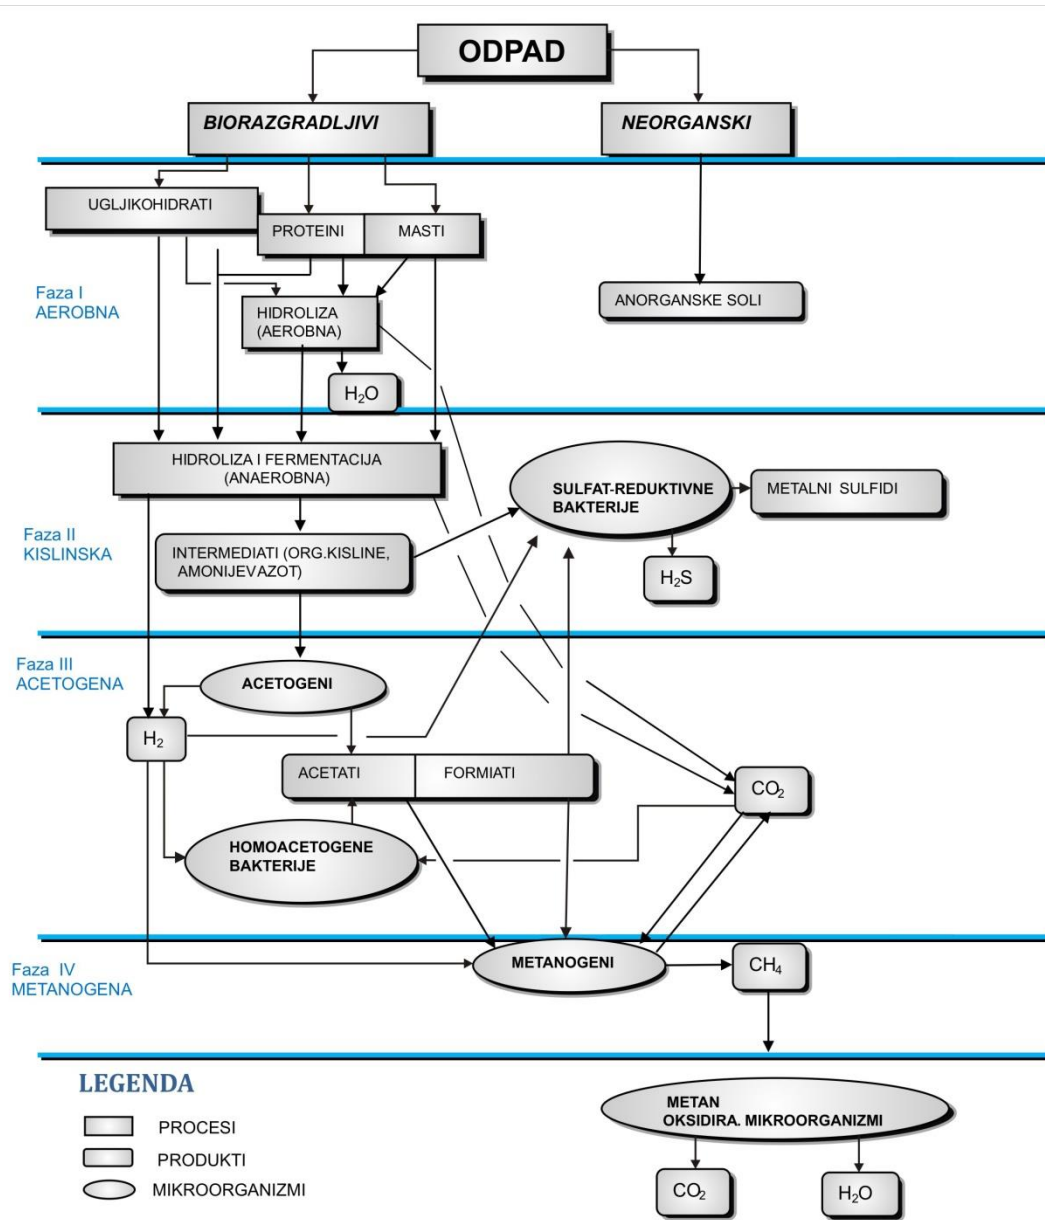 ODPAD
BIORAZGRADLJIVI
NEORGANSKI
UGLJIKOHIDRATI
PROTEINI
MASTI
Faza I
AEROBNA
ANORGANSKE SOLI
HIDROLIZA
(AEROBNA)
H₂O
HIDROLIZA I FERMENTACIJA
(ANAEROBNA)
SULFAT-REDUKTIVNE
BAKTERIJE
METALNI SULFIDI
Faza II
KISLINSKA
INTERMEDIATI (ORG.KISLINE,
AMONIJEVAZOT)
H₂S
Faza III
ACETOGENA
ACETOGENI
H₂
ACETATI
FORMIATI
CO₂
HOMOACETOGENE
BAKTERIJE
Faza IV
METANOGENA
METANOGENI
CH₄
LEGENDA
PROCESI
PRODUKTI
MIKROORGANIZMI
METAN
OKSIDIRA. MIKROORGANIZMI
CO₂
H₂O